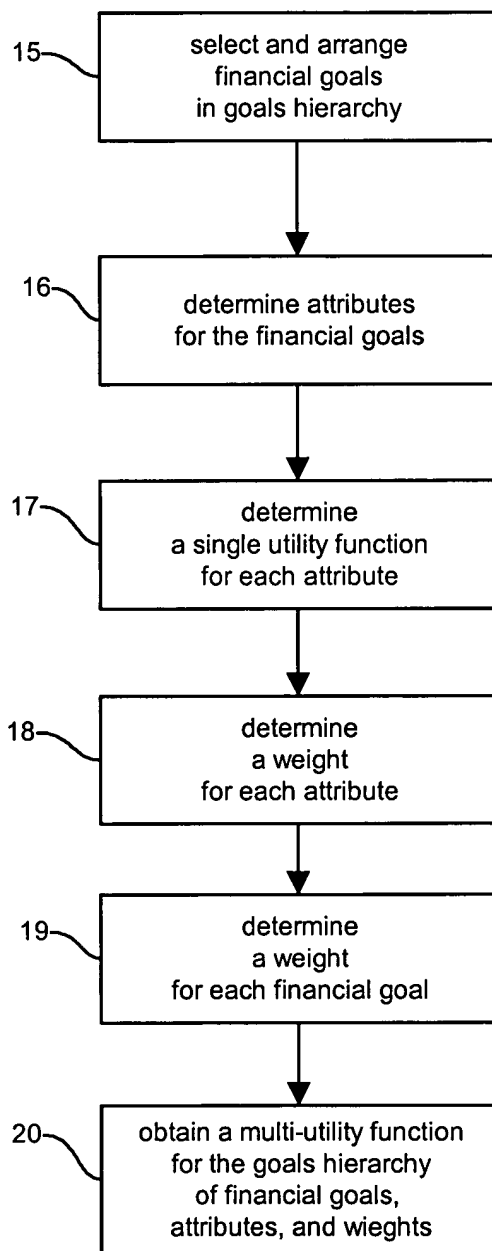 15
select and arrange
financial goals
in goals hierarchy
16
determine attributes
for the financial goals
17
determine
a single utility function
for each attribute
18
determine
a weight
for each attribute
19
determine
a weight
for each financial goal
20
obtain a multi-utility function
for the goals hierarchy
of financial goals,
attributes, and wieghts